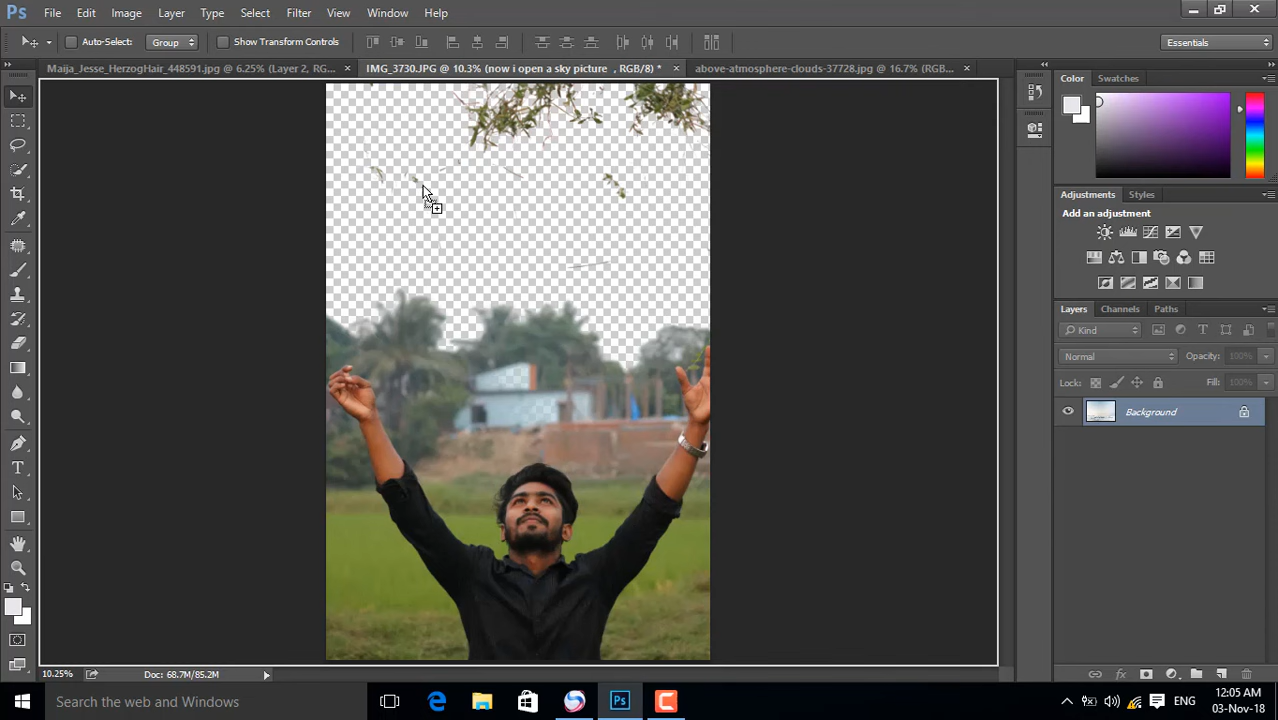 Ps File Edit Image Layer Type Select Filter View Window Help
Auto-Select: Group Show Transform Controls Essentials
Maija_Jesse_HerzogHair_448591.jpg @ 6.25% (Layer 2, RG... × IMG_3730.JPG @ 10.3% (now i open a sky picture , RGB/8) * × above-atmosphere-clouds-37728.jpg @ 16.7% (RGB... ×
Color Swatches
Adjustments Styles
Add an adjustment
Layers Channels Paths
Kind
Normal Opacity: 100%
Lock: Fill: 100%
Background
10.25% Doc: 68.7M/85.2M
Search the web and Windows
Ps
ENG
12:05 AM
03-Nov-18